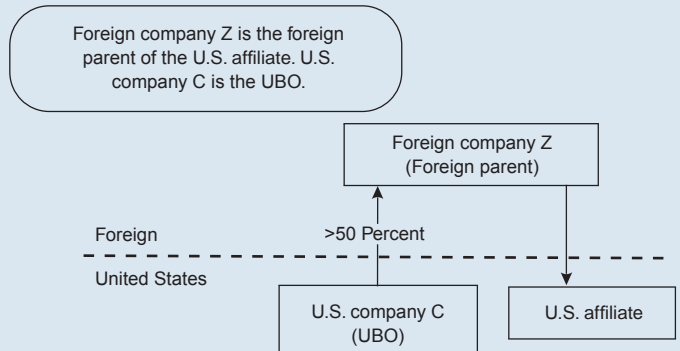 Foreign company Z is the foreign
parent of the U.S. affiliate. U.S.
company C is the UBO.
Foreign company Z
(Foreign parent)
Foreign
>50 Percent
United States
U.S. company C
(UBO)
U.S. affiliate